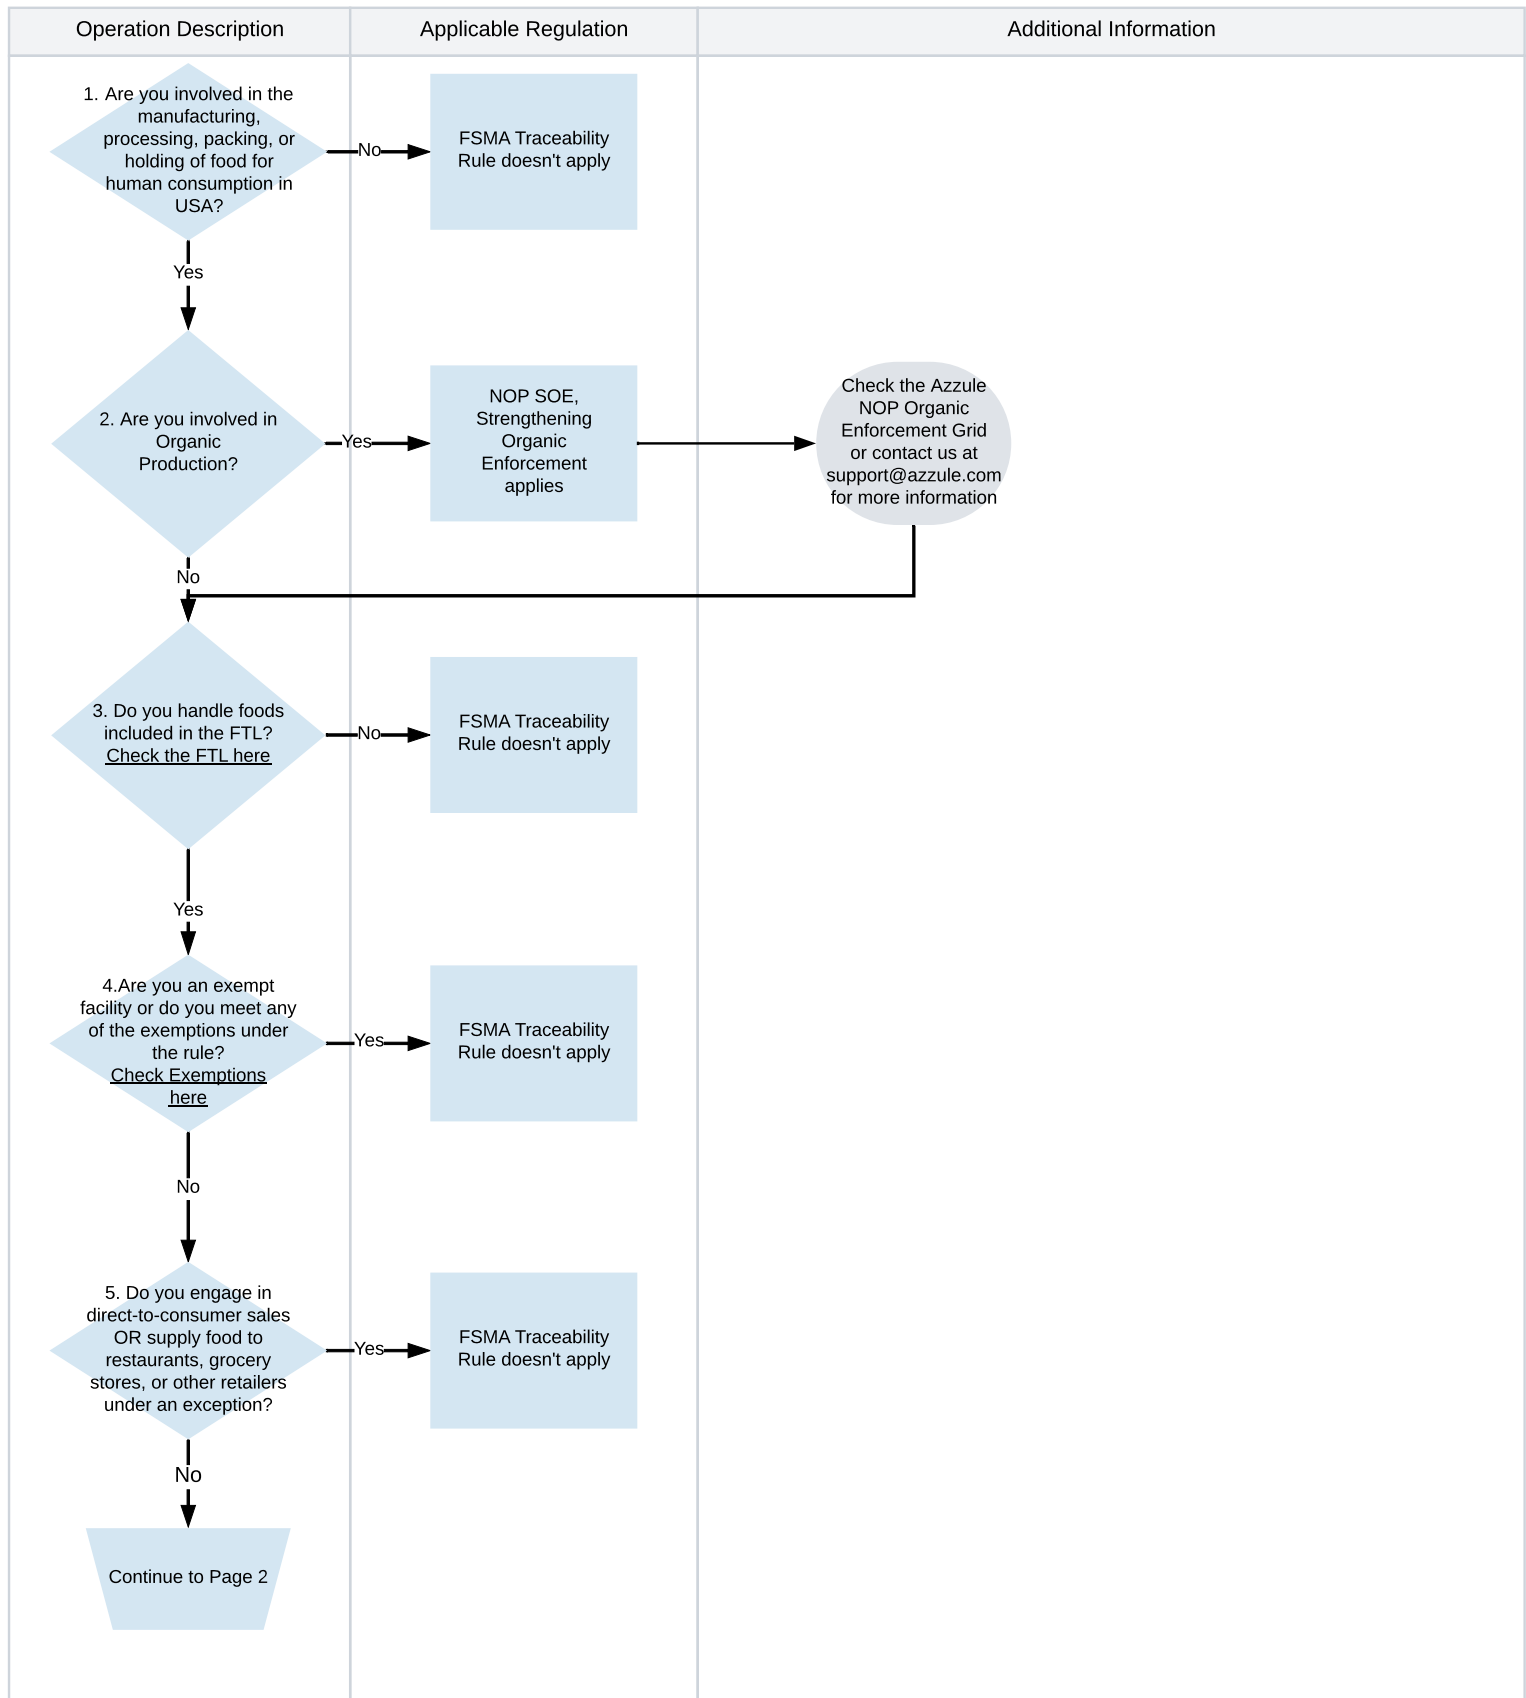 Operation Description
Applicable Regulation
Additional Information
1. Are you involved in the
manufacturing,
processing, packing, or
holding of food for
human consumption in
USA?
No
FSMA Traceability
Rule doesn't apply
Yes
2. Are you involved in
Organic
Production?
Yes
NOP SOE,
Strengthening
Organic
Enforcement
applies
Check the Azzule
NOP Organic
Enforcement Grid
or contact us at
support@azzule.com
for more information
No
3. Do you handle foods
included in the FTL?
Check the FTL here
No
FSMA Traceability
Rule doesn't apply
Yes
4.Are you an exempt
facility or do you meet any
of the exemptions under
the rule?
Check Exemptions
here
Yes
FSMA Traceability
Rule doesn't apply
No
5. Do you engage in
direct-to-consumer sales
OR supply food to
restaurants, grocery
stores, or other retailers
under an exception?
Yes
FSMA Traceability
Rule doesn't apply
No
Continue to Page 2